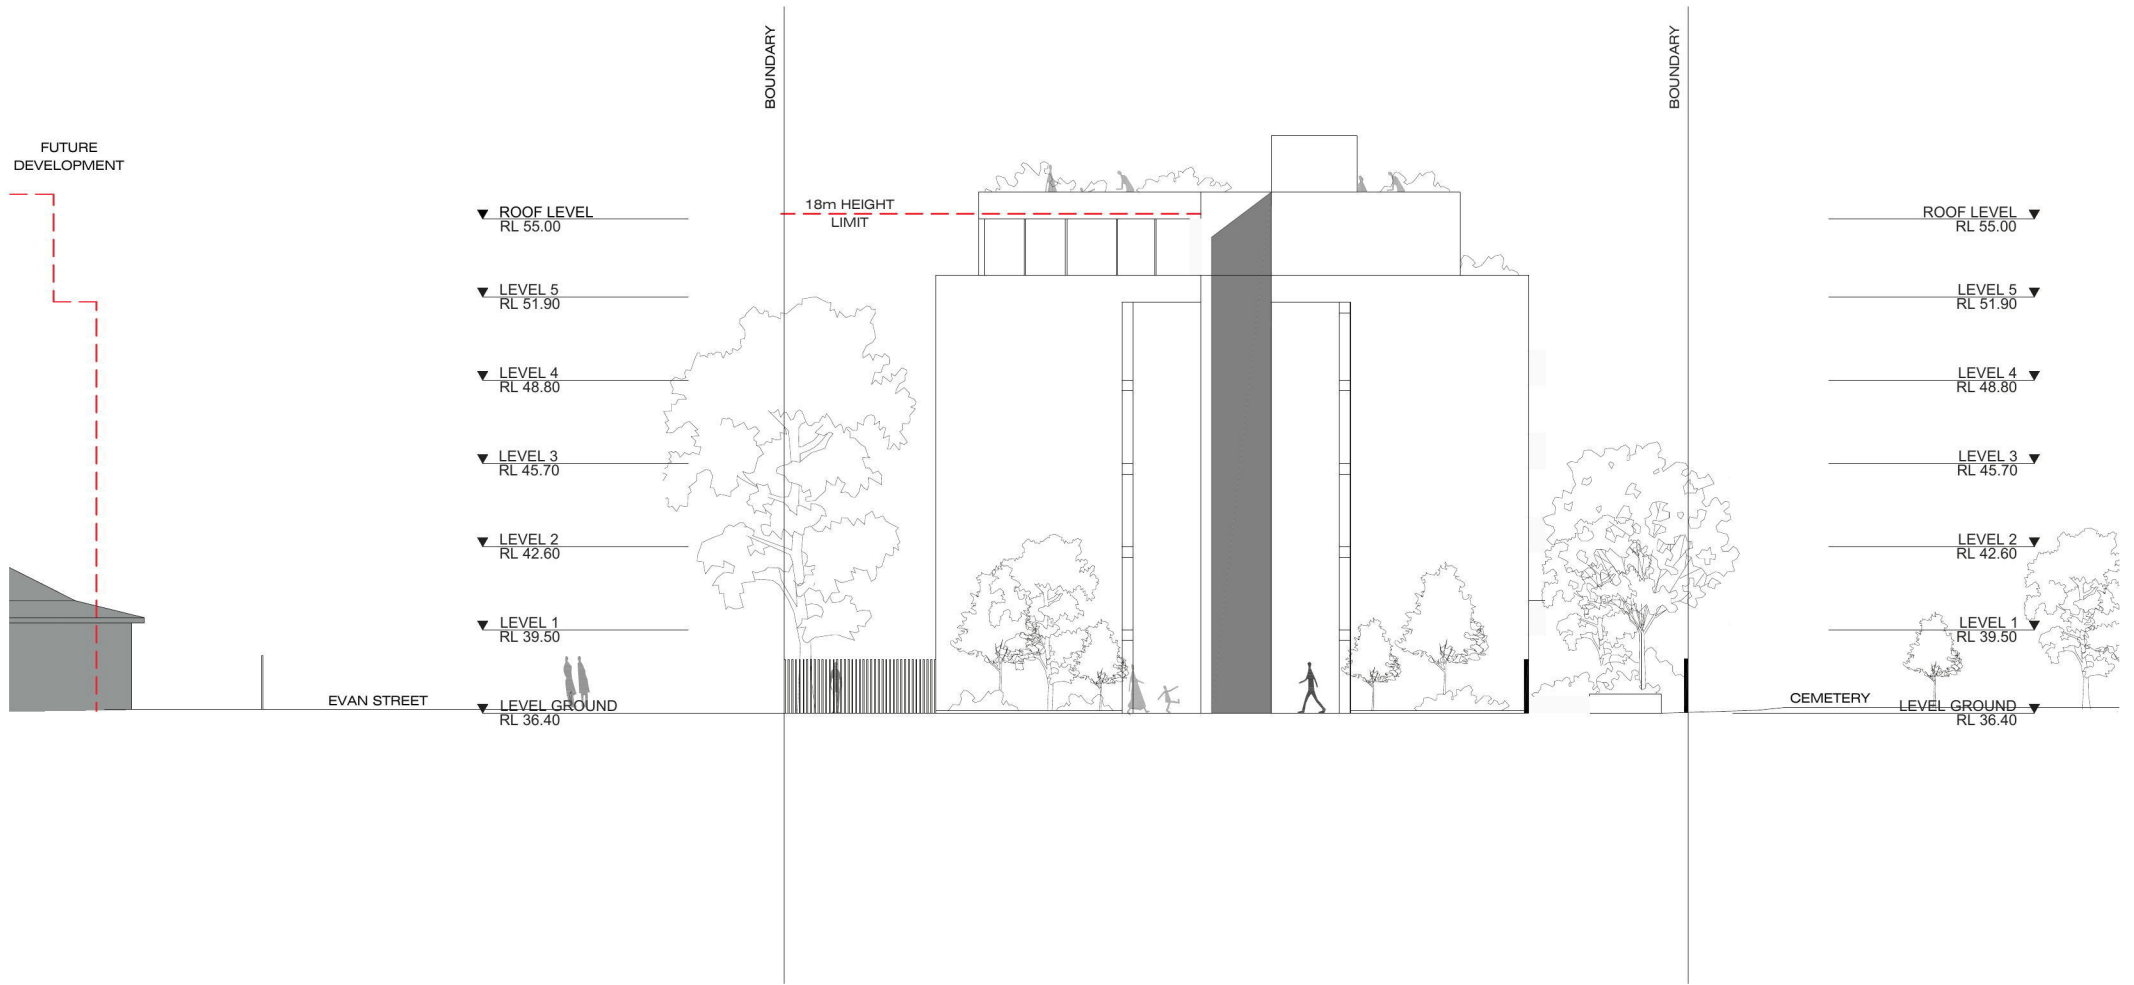 BOUNDARY
BOUNDARY
FUTURE
DEVELOPMENT
18m HEIGHT
LIMIT
ROOF LEVEL
RL 55.00
LEVEL 5
RL 51.90
LEVEL 4
RL 48.80
LEVEL 3
RL 45.70
LEVEL 2
RL 42.60
LEVEL 1
RL 39.50
EVAN STREET
LEVEL GROUND
RL 36.40
ROOF LEVEL
RL 55.00
LEVEL 5
RL 51.90
LEVEL 4
RL 48.80
LEVEL 3
RL 45.70
LEVEL 2
RL 42.60
LEVEL 1
RL 39.50
CEMETERY
LEVEL GROUND
RL 36.40